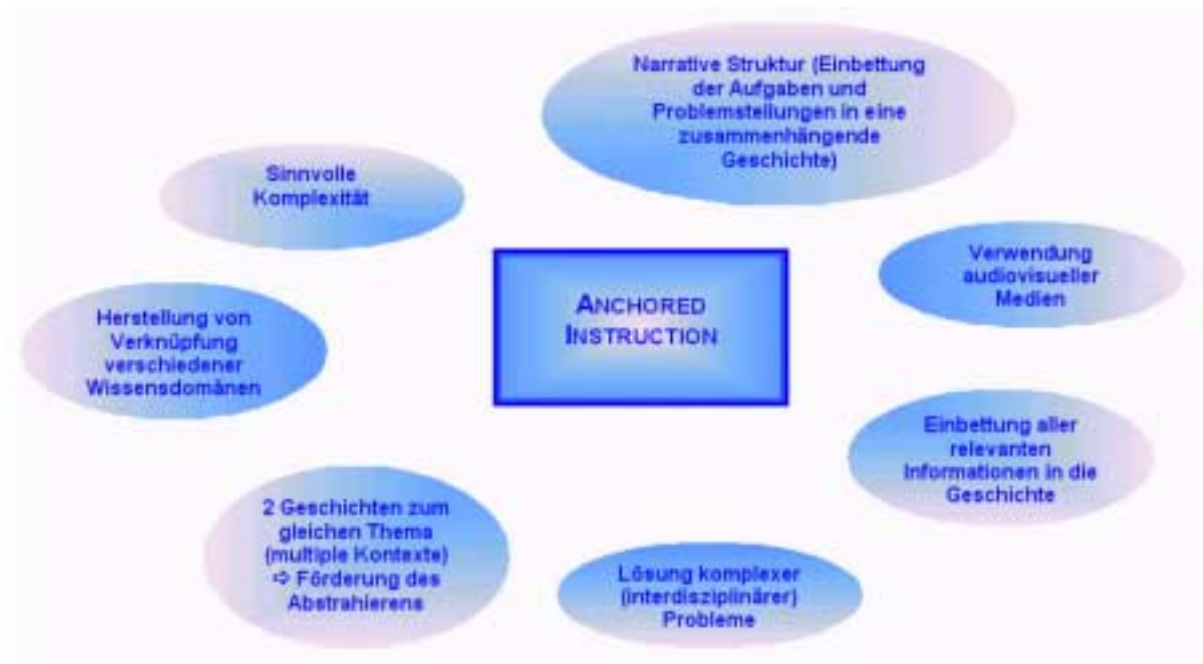 Narrative Struktur (Einbettung
der Aufgaben und
Problemstellungen in eine
zusammenhängende
Geschichte)
Sinnvolle
Komplexität
Verwendung
audiovisueller
Medien
ANCHORED
INSTRUCTION
Herstellung von
Verknüpfung
verschiedener
Wissensdomänen
Einbettung aller
relevanten
Informationen in die
Geschichte
2 Geschichten zum
gleichen Thema
(multiple Kontexte)
➪ Förderung des
Abstrahierens
Lösung komplexer
(interdisziplinärer)
Probleme